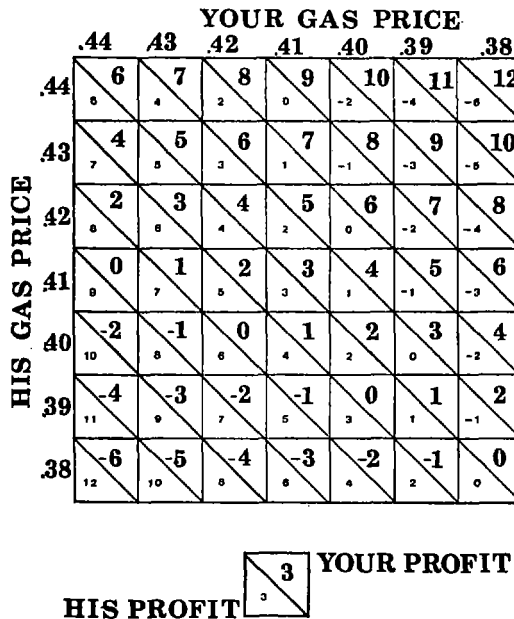 YOUR GAS PRICE
.44 .43 .42 .41 .40 .39 .38
HIS GAS PRICE
.44 6 7 8 9 10 11 12
6 4 2 0 -2 -4 -6
.43 4 5 6 7 8 9 10
7 5 3 1 -1 -3 -5
.42 2 3 4 5 6 7 8
8 6 4 2 0 -2 -4
.41 0 1 2 3 4 5 6
9 7 5 3 1 -1 -3
.40 -2 -1 0 1 2 3 4
10 8 6 4 2 0 -2
.39 -4 -3 -2 -1 0 1 2
11 9 7 5 3 1 -1
.38 -6 -5 -4 -3 -2 -1 0
12 10 8 6 4 2 0
3 YOUR PROFIT
HIS PROFIT 3